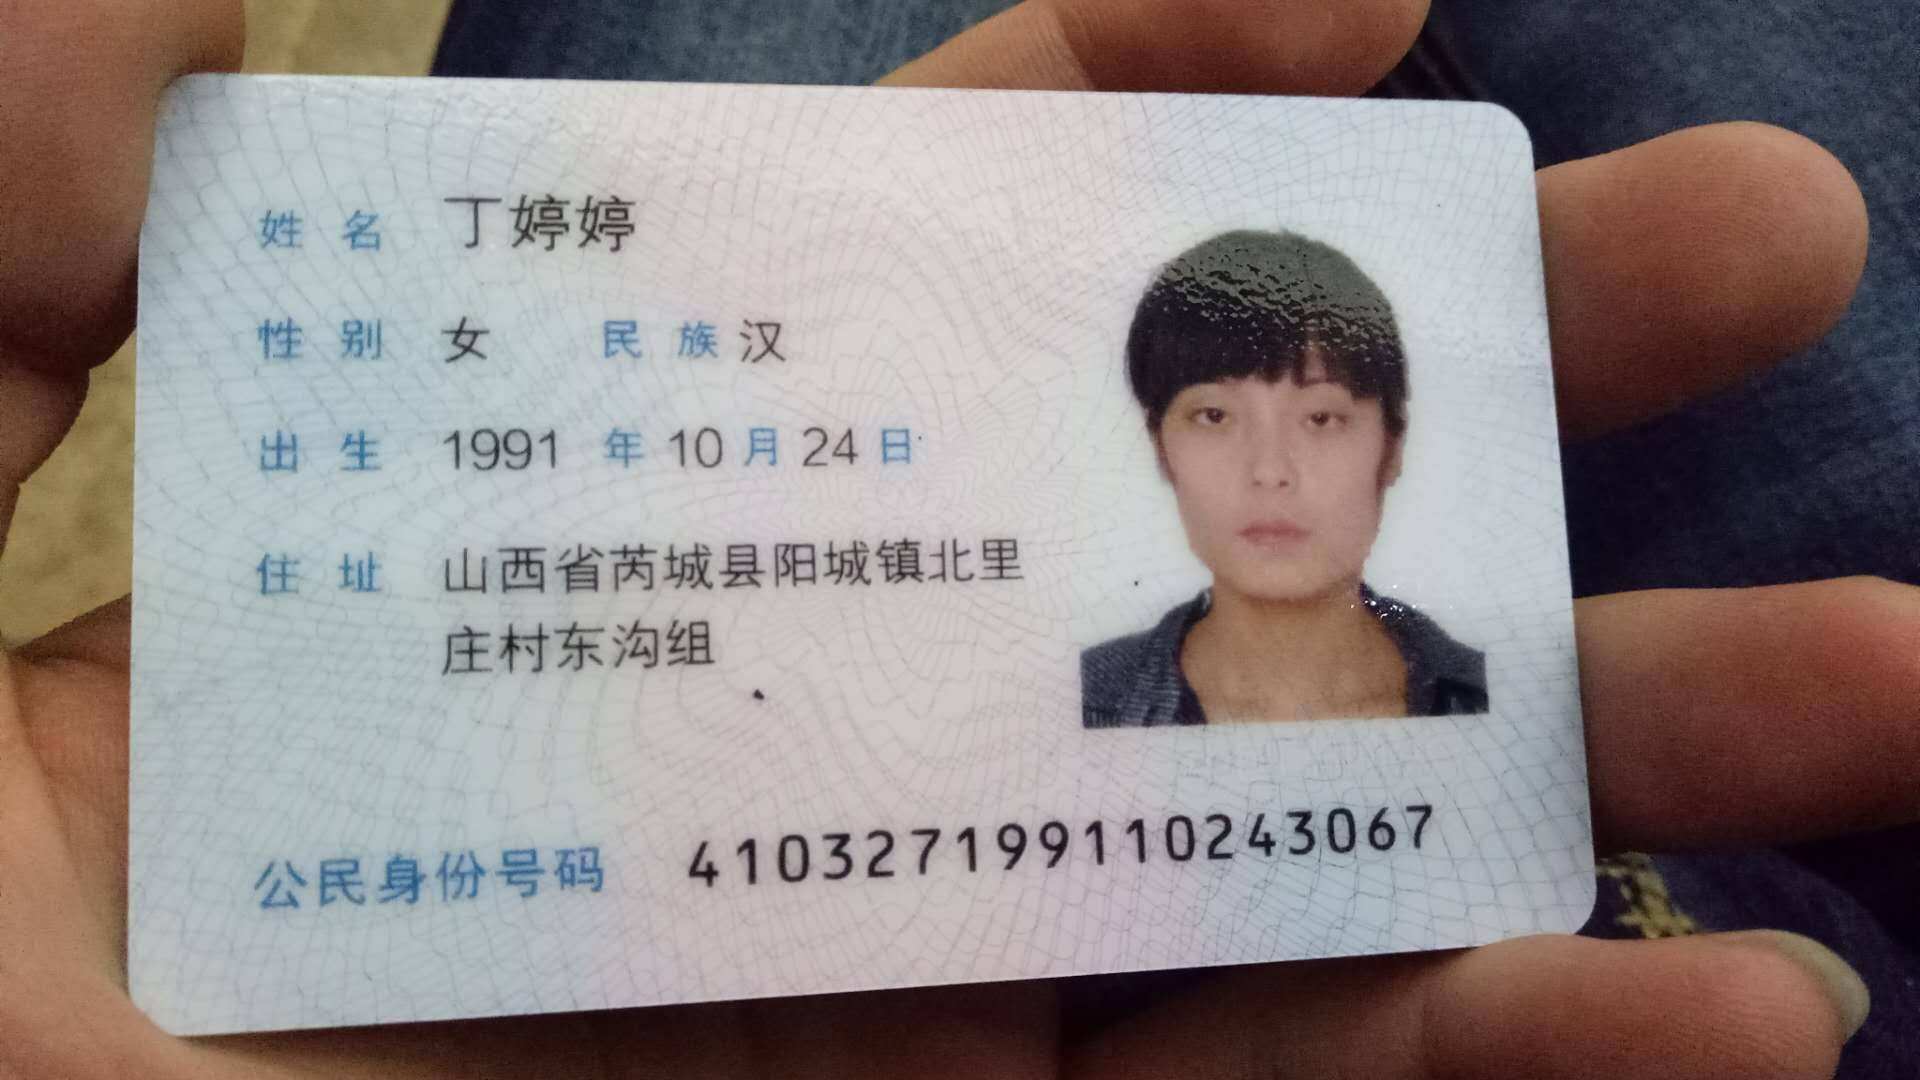 姓名 丁婷婷
性别 女 民族 汉
出生 1991 年 10 月 24 日
住址 山西省芮城县阳城镇北里
庄村东沟组
公民身份号码 410327199110243067